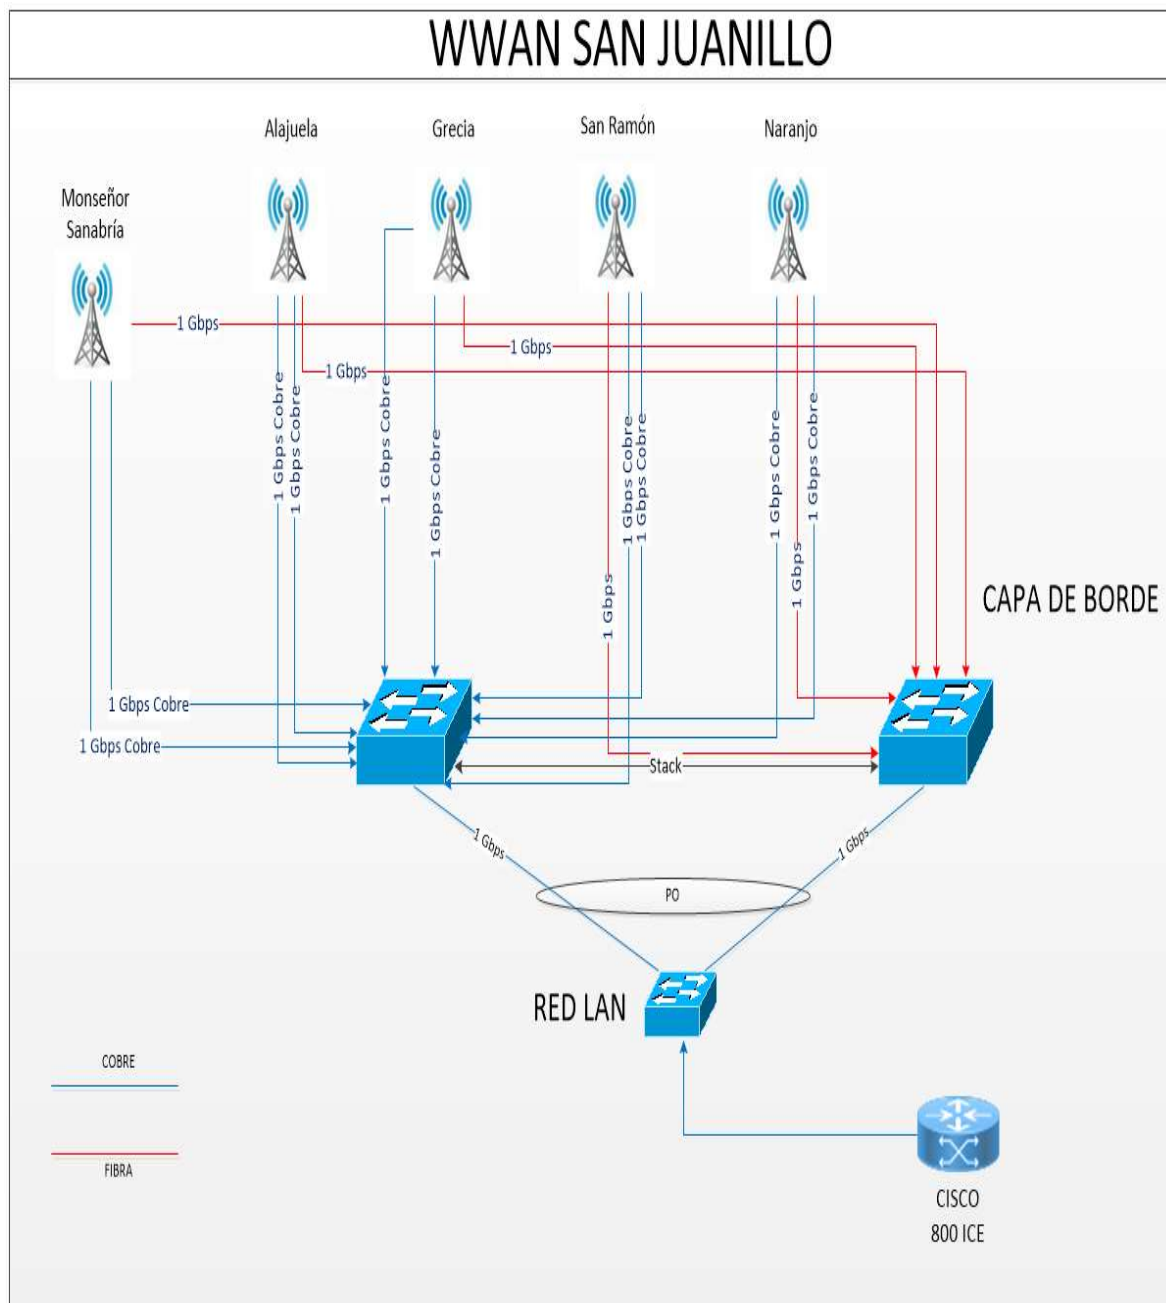 WWAN SAN JUANILLO
Alajuela
Grecia
San Ramón
Naranjo
Monseñor
Sanabría
1 Gbps
1 Gbps
1 Gbps
1 Gbps Cobre
1 Gbps Cobre
1 Gbps Cobre
1 Gbps Cobre
1 Gbps
1 Gbps Cobre
1 Gbps Cobre
1 Gbps Cobre
1 Gbps
1 Gbps Cobre
CAPA DE BORDE
1 Gbps Cobre
1 Gbps Cobre
Stack
1 Gbps
1 Gbps
PO
RED LAN
COBRE
FIBRA
CISCO
800 ICE